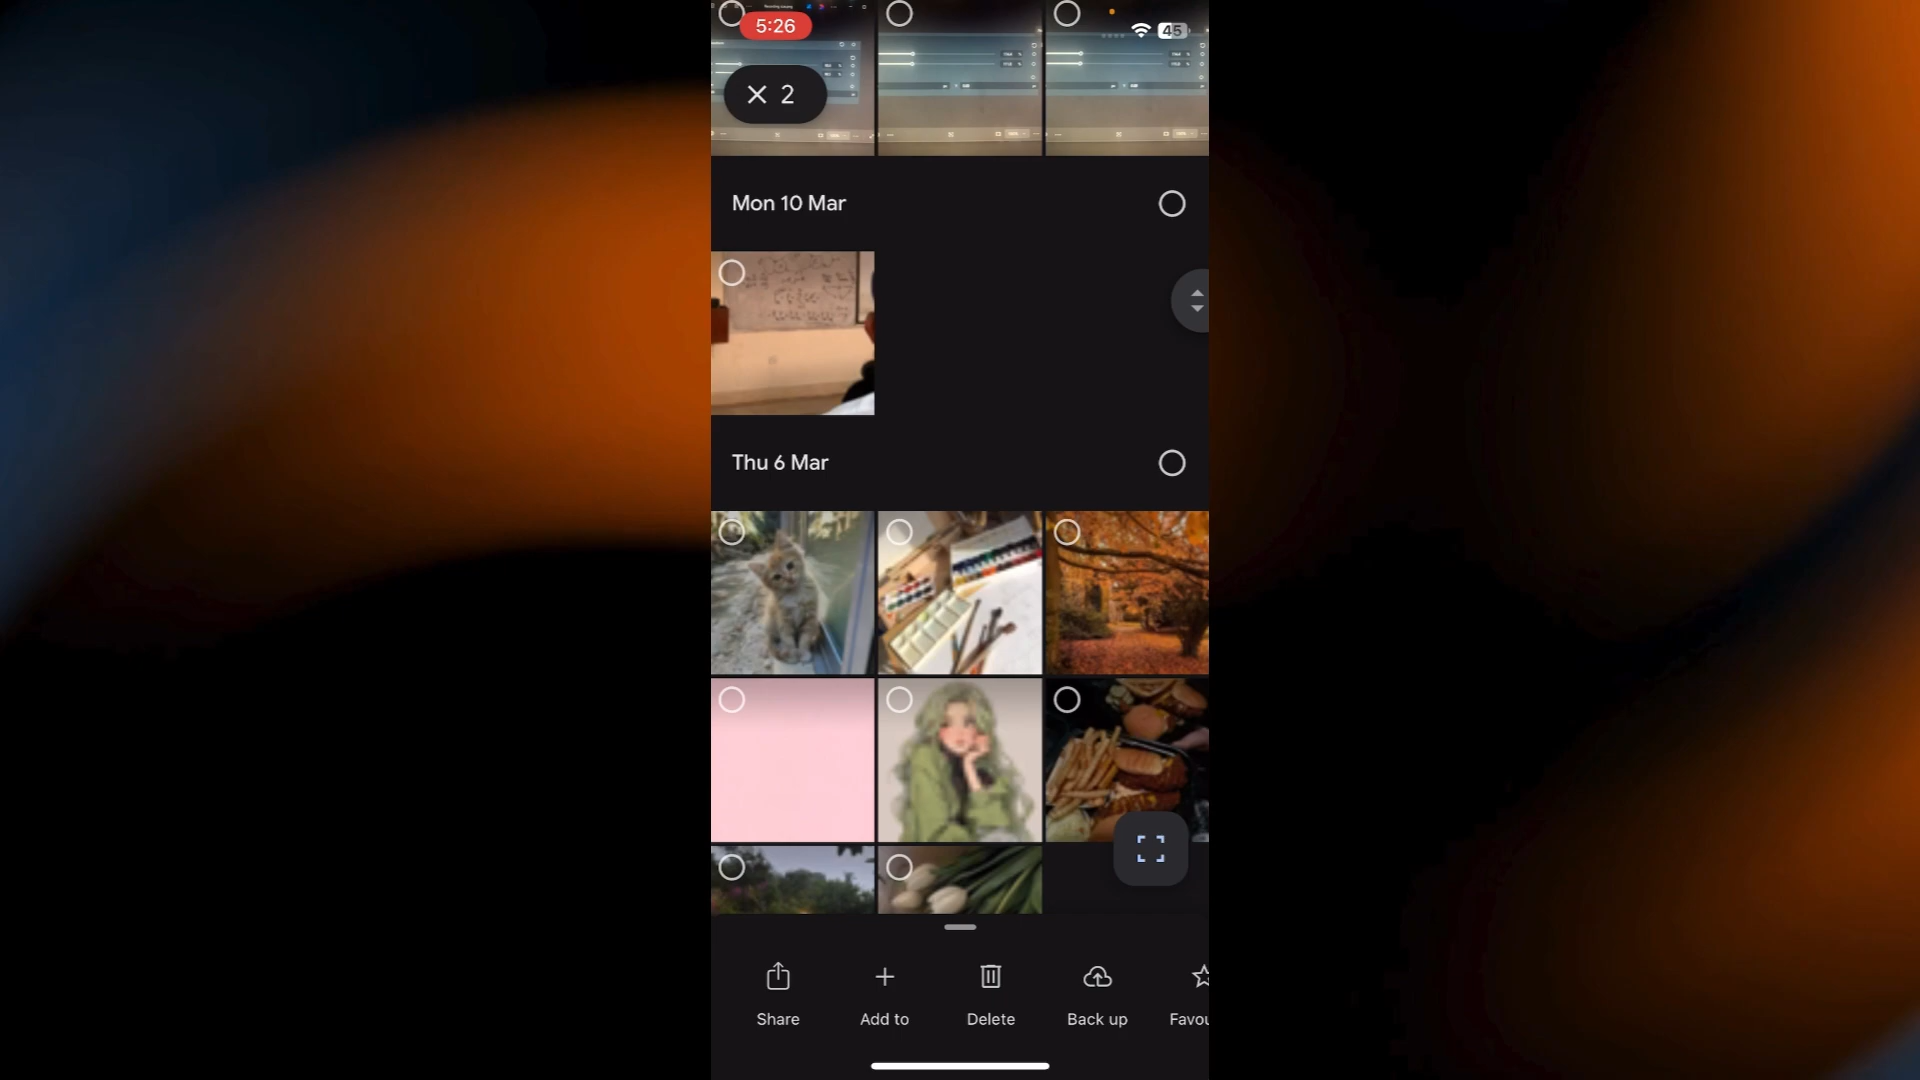 5:26
45
2
Mon 10 Mar
Thu 6 Mar
Share
Add to
Delete
Back up
Favou